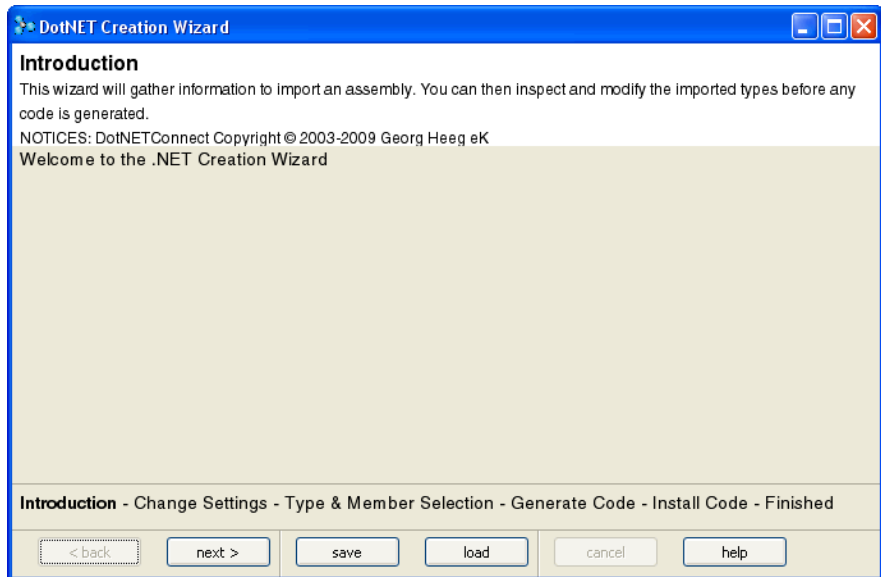 DotNET Creation Wizard
Introduction
This wizard will gather information to import an assembly. You can then inspect and modify the imported types before any
code is generated.
NOTICES: DotNETConnect Copyright © 2003-2009 Georg Heeg eK
Welcome to the .NET Creation Wizard
Introduction - Change Settings - Type & Member Selection - Generate Code - Install Code - Finished
< back next > save load cancel help